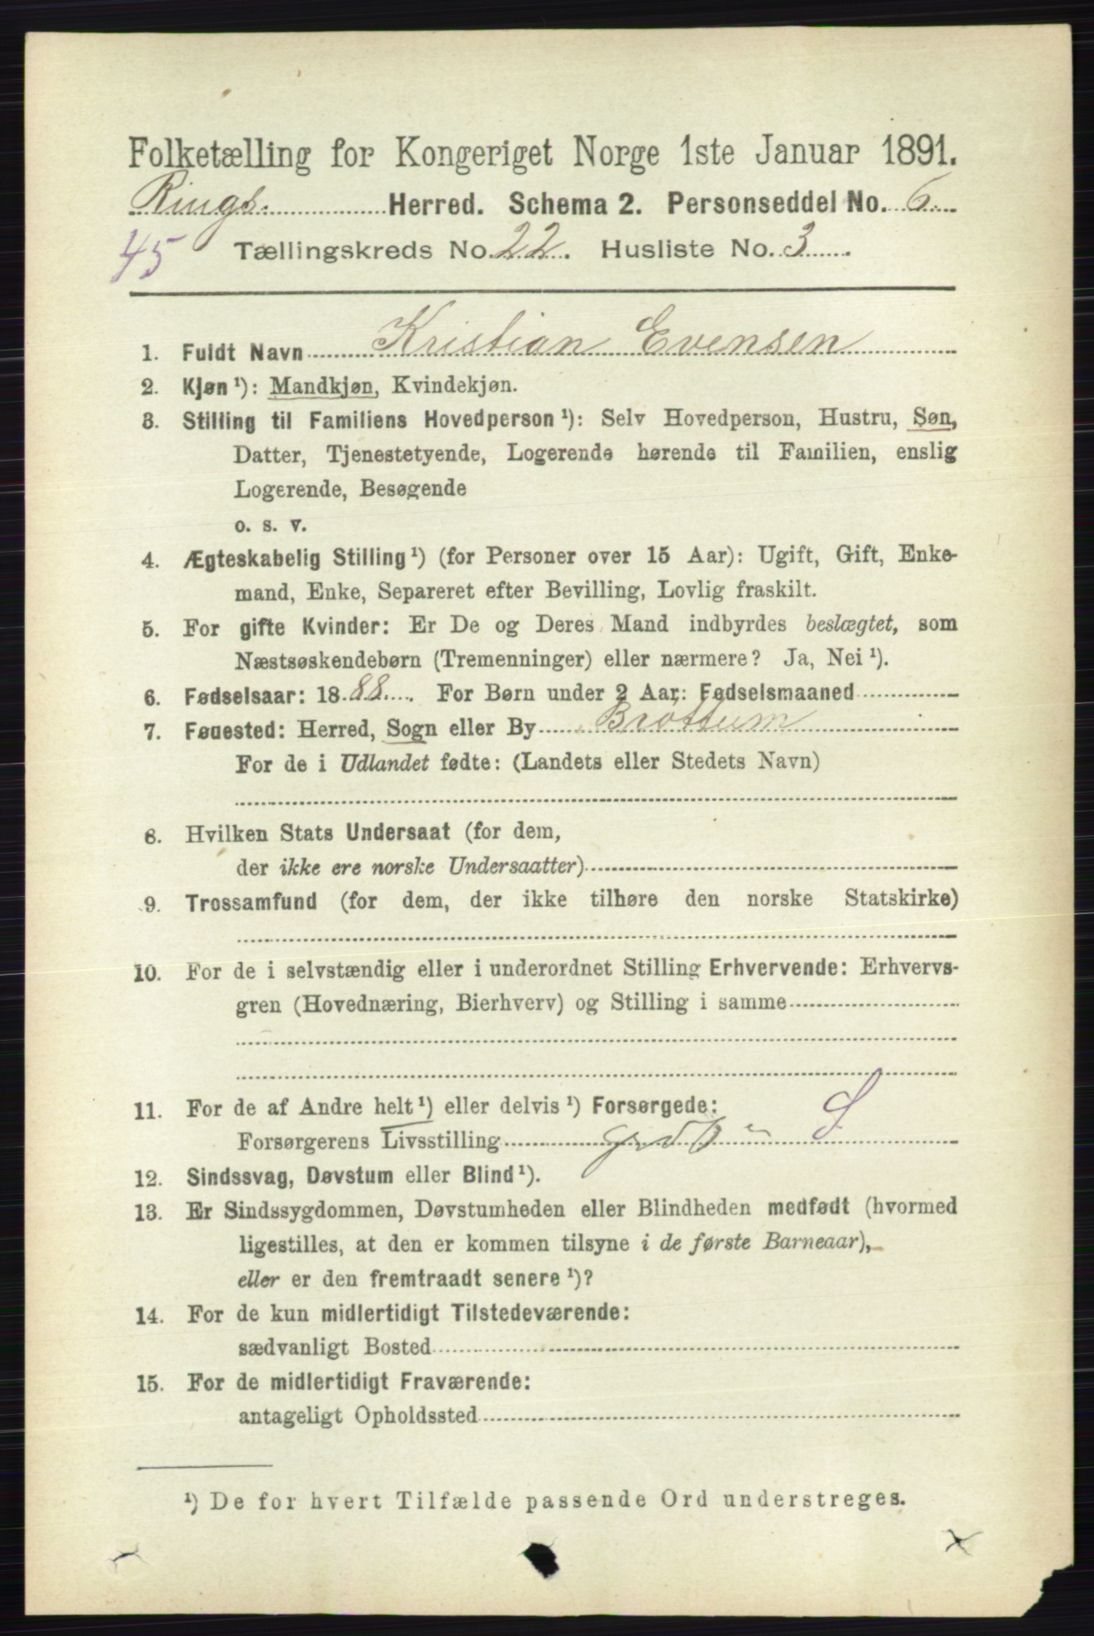 Folketælling for Kongeriget Norge 1ste Januar 1891.
Rings. Herred. Schema 2. Personseddel No. 6.
45 Tællingskreds No. 22. Husliste No. 3
1. Fuldt Navn Kristian Evensen
2. Kjøn ¹): Mandkjøn, Kvindekjøn.
3. Stilling til Familiens Hovedperson ¹): Selv Hovedperson, Hustru, Søn,
Datter, Tjenestetyende, Logerende hørende til Familien, enslig
Logerende, Besøgende
o. s. v.
4. Ægteskabelig Stilling ¹) (for Personer over 15 Aar): Ugift, Gift, Enke-
mand, Enke, Separeret efter Bevilling, Lovlig fraskilt.
5. For gifte Kvinder: Er De og Deres Mand indbyrdes beslægtet, som
Næstsøskendebørn (Tremenninger) eller nærmere? Ja, Nei ¹).
6. Fødselsaar: 1888. For Børn under 2 Aar: Fødselsmaaned
7. Fødested: Herred, Sogn eller By Brøttum
For de i Udlandet fødte: (Landets eller Stedets Navn)
8. Hvilken Stats Undersaat (for dem,
der ikke ere norske Undersaatter)
9. Trossamfund (for dem, der ikke tilhøre den norske Statskirke)
10. For de i selvstændig eller i underordnet Stilling Erhvervende: Erhvervs-
gren (Hovednæring, Bierhverv) og Stilling i samme
11. For de af Andre helt ¹) eller delvis ¹) Forsørgede:
Forsørgerens Livsstilling S
12. Sindssvag, Døvstum eller Blind ¹).
13. Er Sindssygdommen, Døvstumheden eller Blindheden medfødt (hvormed
ligestilles, at den er kommen tilsyne i de første Barneaar),
eller er den fremtraadt senere ¹)?
14. For de kun midlertidigt Tilstedeværende:
sædvanligt Bosted
15. For de midlertidigt Fraværende:
antageligt Opholdssted
¹) De for hvert Tilfælde passende Ord understreges.